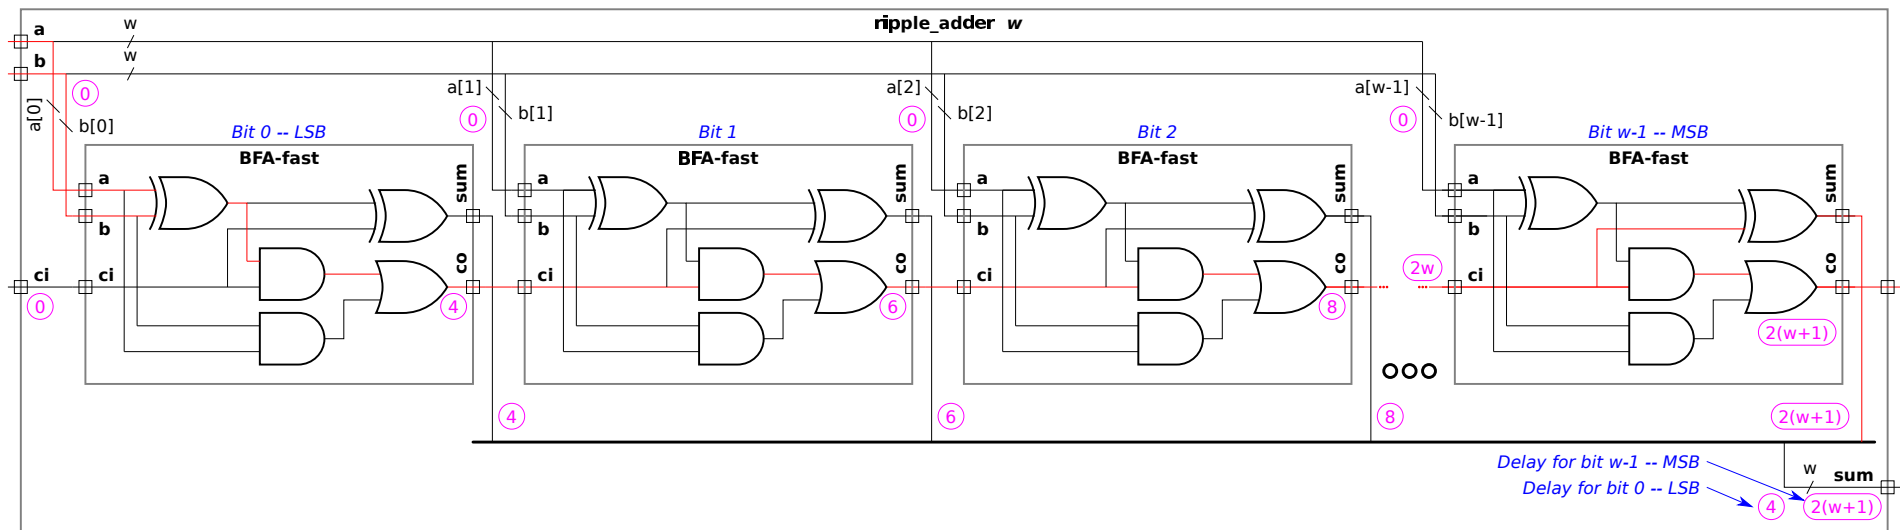 ripple_adder w
a
w
b
w
a[0]
b[0]
0
a[1]
b[1]
0
a[2]
b[2]
0
a[w-1]
b[w-1]
0
Bit 0 -- LSB
Bit 1
Bit 2
Bit w-1 -- MSB
BFA-fast
a
b
ci
sum
co
BFA-fast
a
b
ci
sum
co
BFA-fast
a
b
ci
sum
co
BFA-fast
a
b
ci
sum
co
ci
0
4
6
8
2w
2(w+1)
4
6
8
2(w+1)
Delay for bit w-1 -- MSB
Delay for bit 0 -- LSB
w
sum
4
2(w+1)